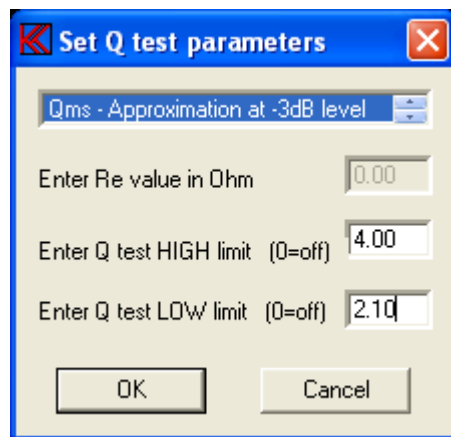 Set Q test parameters
Qms - Approximation at -3dB level
Enter Re value in Ohm 0.00
Enter Q test HIGH limit (0=off) 4.00
Enter Q test LOW limit (0=off) 2.10
OK Cancel